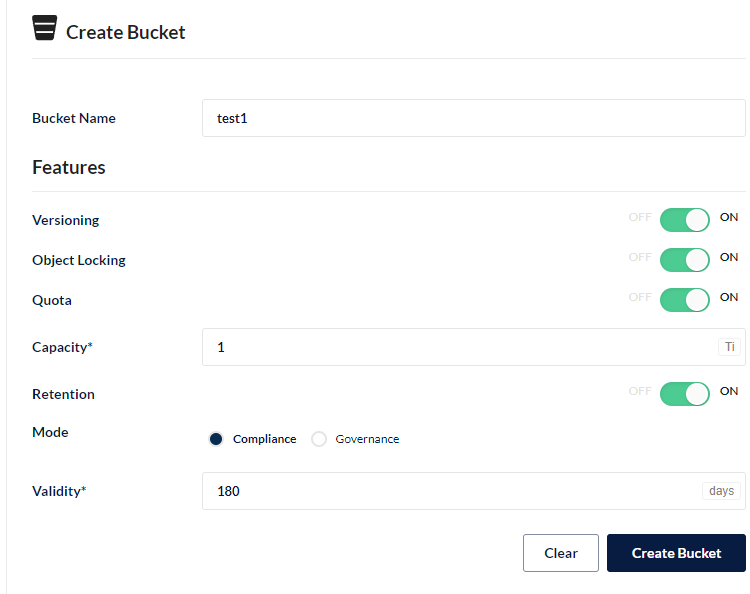 Create Bucket
Bucket Name test1
Features
Versioning OFF ON
Object Locking OFF ON
Quota OFF ON
Capacity* 1 Ti
Retention OFF ON
Mode Compliance Governance
Validity* 180 days
Clear Create Bucket